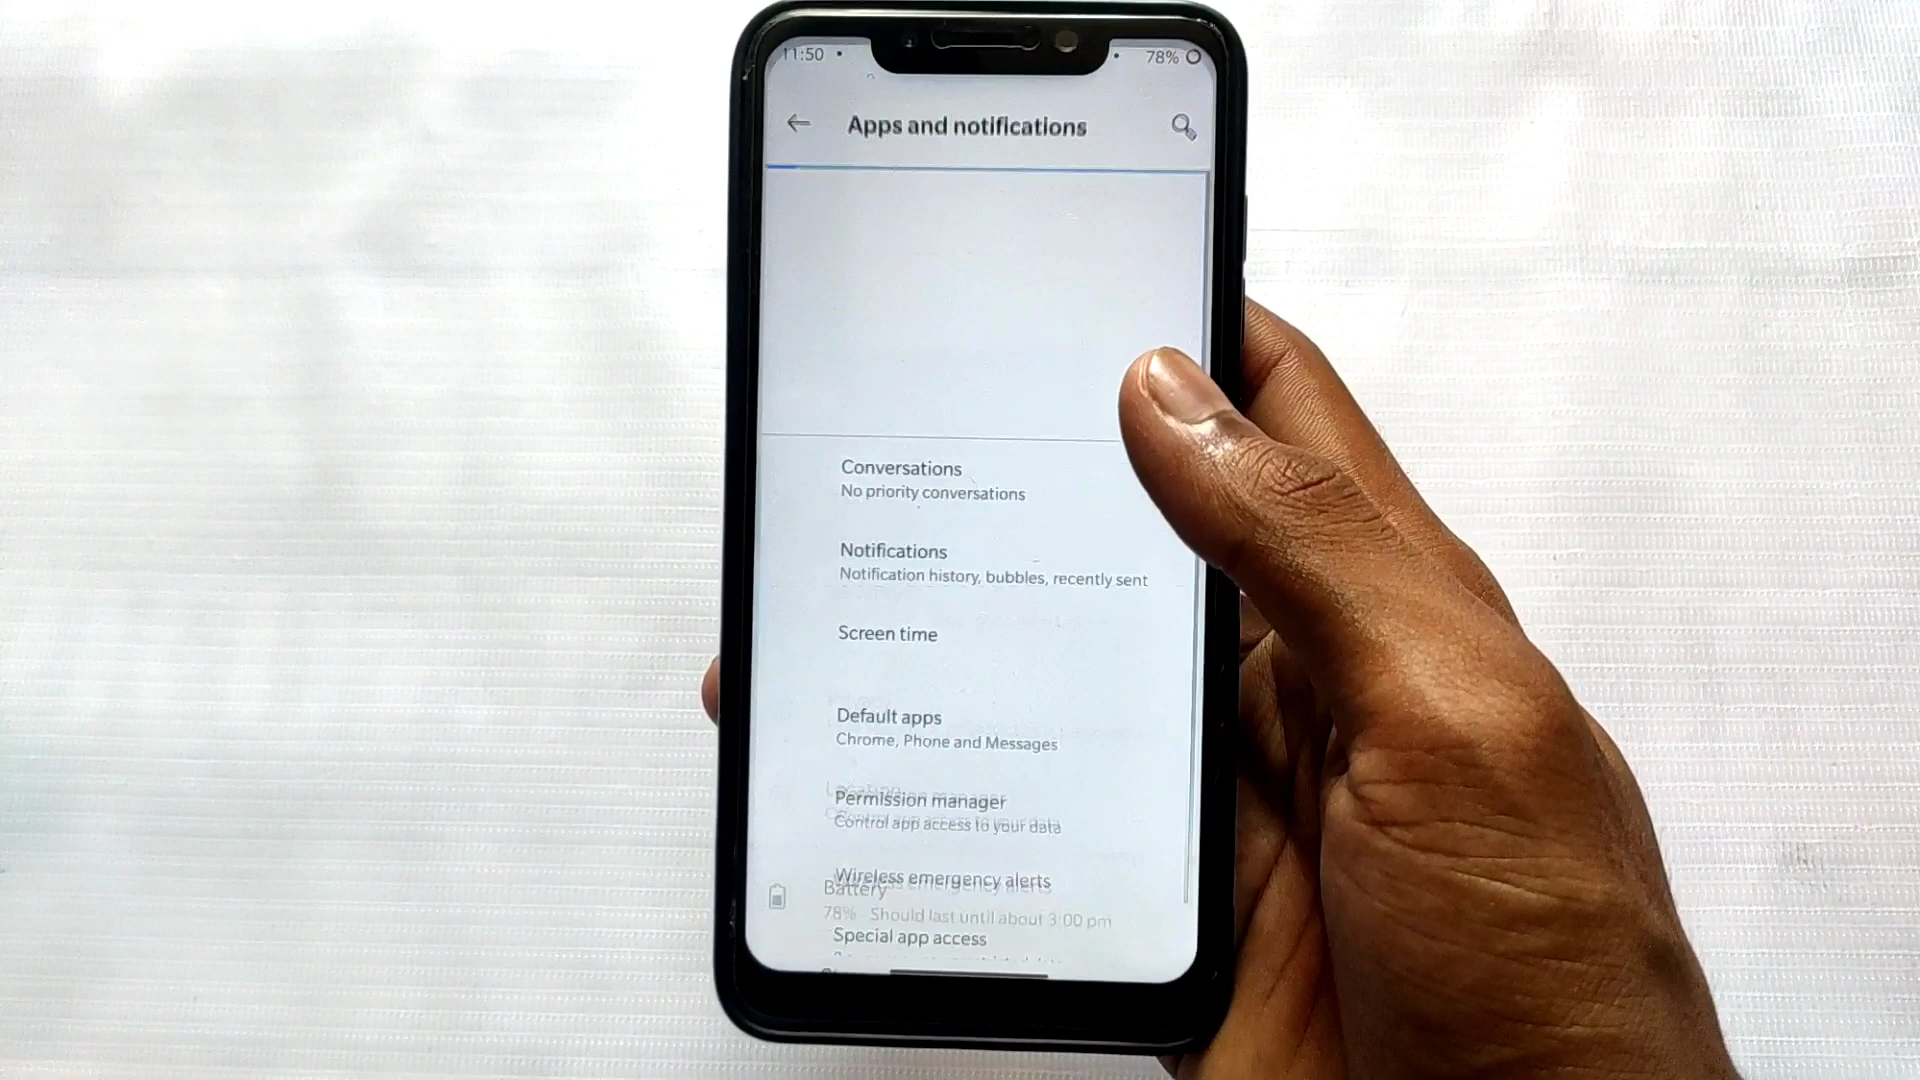 11:50
78%
Apps and notifications
Conversations
No priority conversations
Notifications
Notification history, bubbles, recently sent
Screen time
Default apps
Chrome, Phone and Messages
Permission manager
Control app access to your data
Wireless emergency alerts
Battery
78% Should last until about 3:00 pm
Special app access